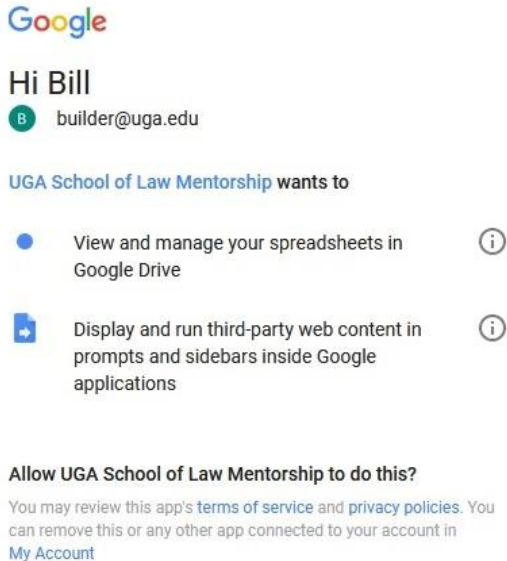 Google
Hi Bill
B builder@uga.edu
UGA School of Law Mentorship wants to
View and manage your spreadsheets in
Google Drive
Display and run third-party web content in
prompts and sidebars inside Google
applications
Allow UGA School of Law Mentorship to do this?
You may review this app's terms of service and privacy policies. You
can remove this or any other app connected to your account in
My Account